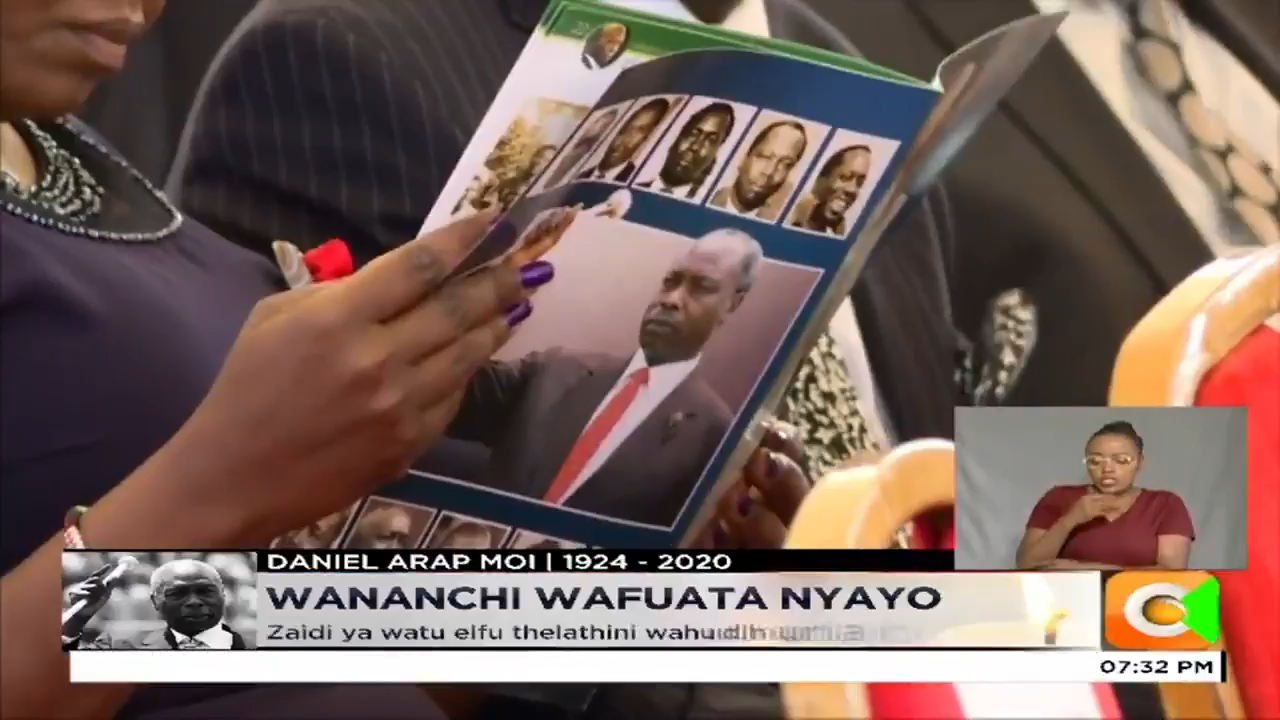 DANIEL ARAP MOI | 1924 - 2020
WANANCHI WAFUATA NYAYO
Zaidi ya watu elfu thelathini
07:32 PM